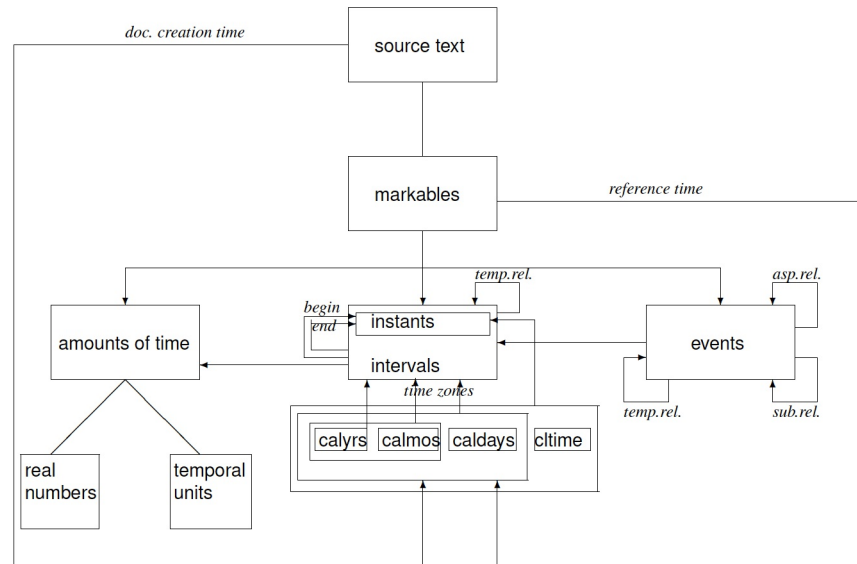 doc. creation time
source text
markables
reference time
temp.rel.
asp.rel.
begin
end
instants
amounts of time
intervals
events
time zones
temp.rel.
sub.rel.
calyrs
calmos
caldays
cltime
real
numbers
temporal
units